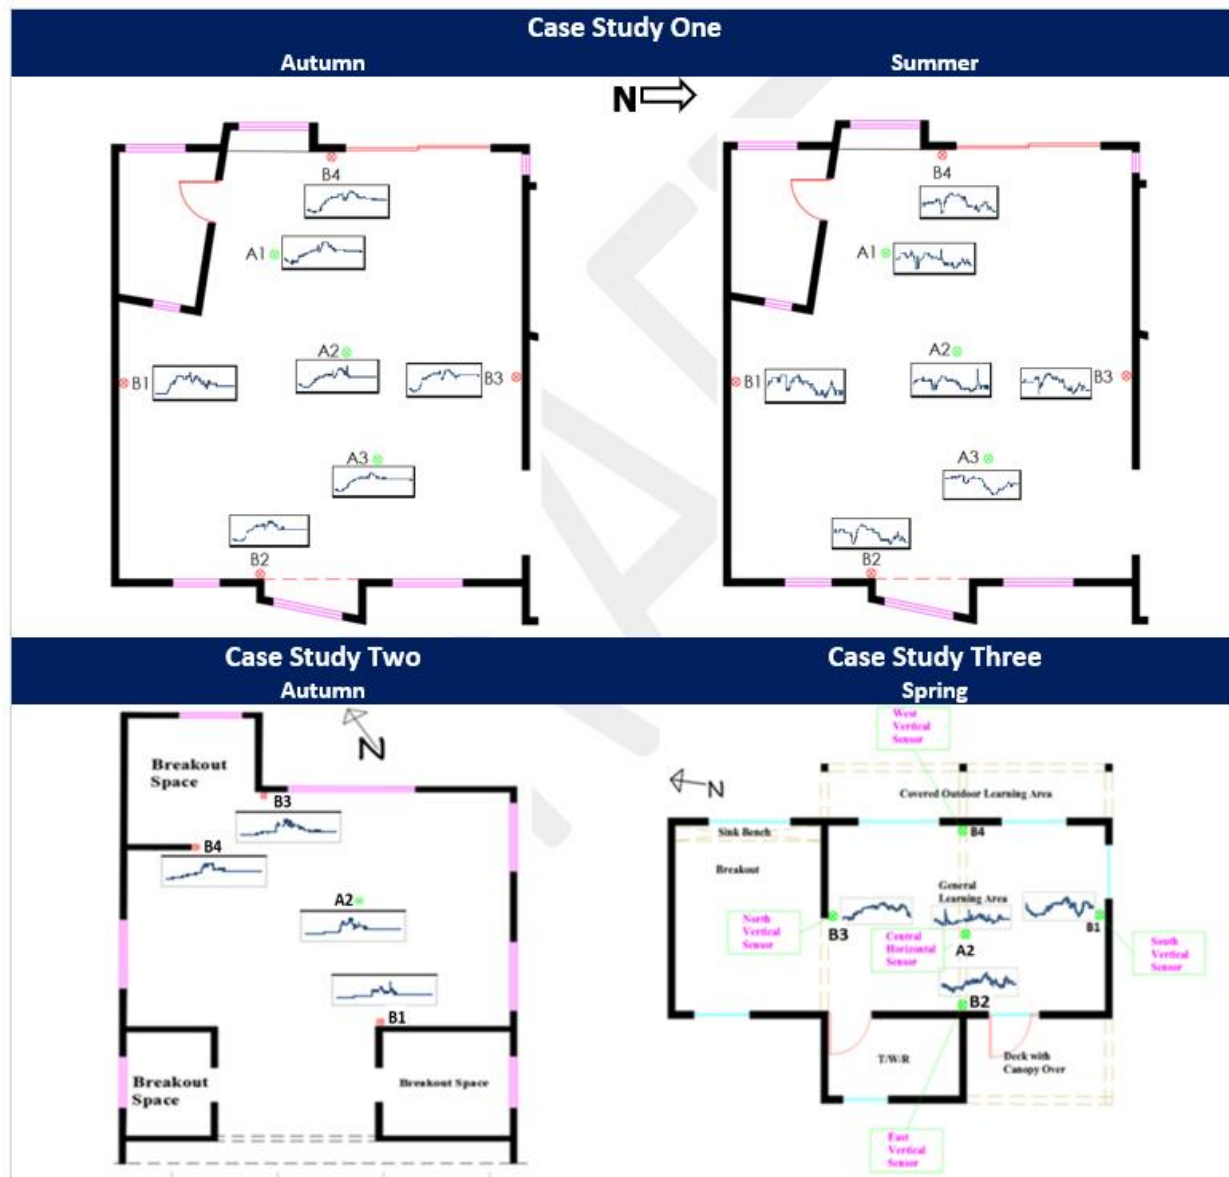 Case Study One
Autumn
Summer
N
B4
B4
A1
A1
A2
A2
B1
B3
B1
B3
A3
A3
B2
B2
Case Study Two
Case Study Three
Autumn
Spring
West
Vertical
Sensor
N
Breakout
Space
B3
B4
A2
B1
Breakout
Space
Breakout Space
N
Covered Outdoor Learning Area
Sink Bench
B4
Breakout
General
Learning Area
North
Vertical
Sensor
B3
Central
Horizontal
Sensor
A2
B1
South
Vertical
Sensor
B2
T/W/R
Deck with
Canopy Over
East
Vertical
Sensor